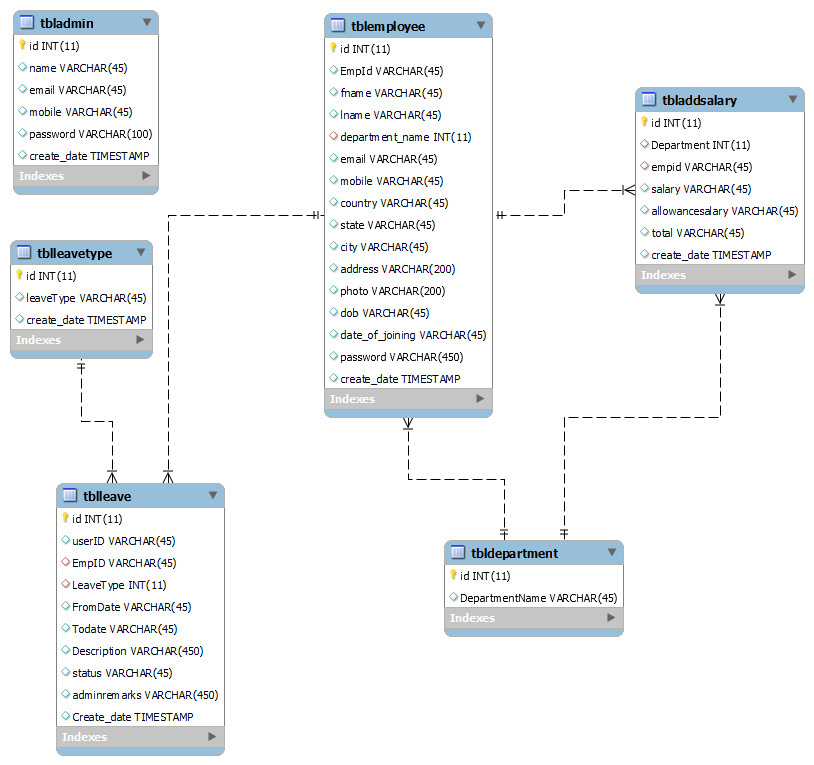 tbladmin
id INT(11)
name VARCHAR(45)
email VARCHAR(45)
mobile VARCHAR(45)
password VARCHAR(100)
create_date TIMESTAMP
Indexes
tblemployee
id INT(11)
EmpId VARCHAR(45)
fname VARCHAR(45)
lname VARCHAR(45)
department_name INT(11)
email VARCHAR(45)
mobile VARCHAR(45)
country VARCHAR(45)
state VARCHAR(45)
city VARCHAR(45)
address VARCHAR(200)
photo VARCHAR(200)
dob VARCHAR(45)
date_of_joining VARCHAR(45)
password VARCHAR(450)
create_date TIMESTAMP
Indexes
tbladdsalary
id INT(11)
Department INT(11)
empid VARCHAR(45)
salary VARCHAR(45)
allowancesalary VARCHAR(45)
total VARCHAR(45)
create_date TIMESTAMP
Indexes
tblleavetype
id INT(11)
leaveType VARCHAR(45)
create_date TIMESTAMP
Indexes
tblleave
id INT(11)
userID VARCHAR(45)
EmpID VARCHAR(45)
LeaveType INT(11)
FromDate VARCHAR(45)
Todate VARCHAR(45)
Description VARCHAR(450)
status VARCHAR(45)
adminremarks VARCHAR(450)
Create_date TIMESTAMP
Indexes
tbldepartment
id INT(11)
DepartmentName VARCHAR(45)
Indexes